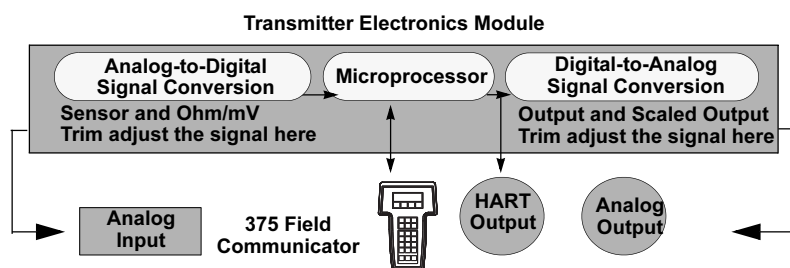 Transmitter Electronics Module
Analog-to-Digital
Signal Conversion
Microprocessor
Digital-to-Analog
Signal Conversion
Sensor and Ohm/mV
Trim adjust the signal here
Output and Scaled Output
Trim adjust the signal here
Analog
Input
375 Field
Communicator
HART
Output
Analog
Output